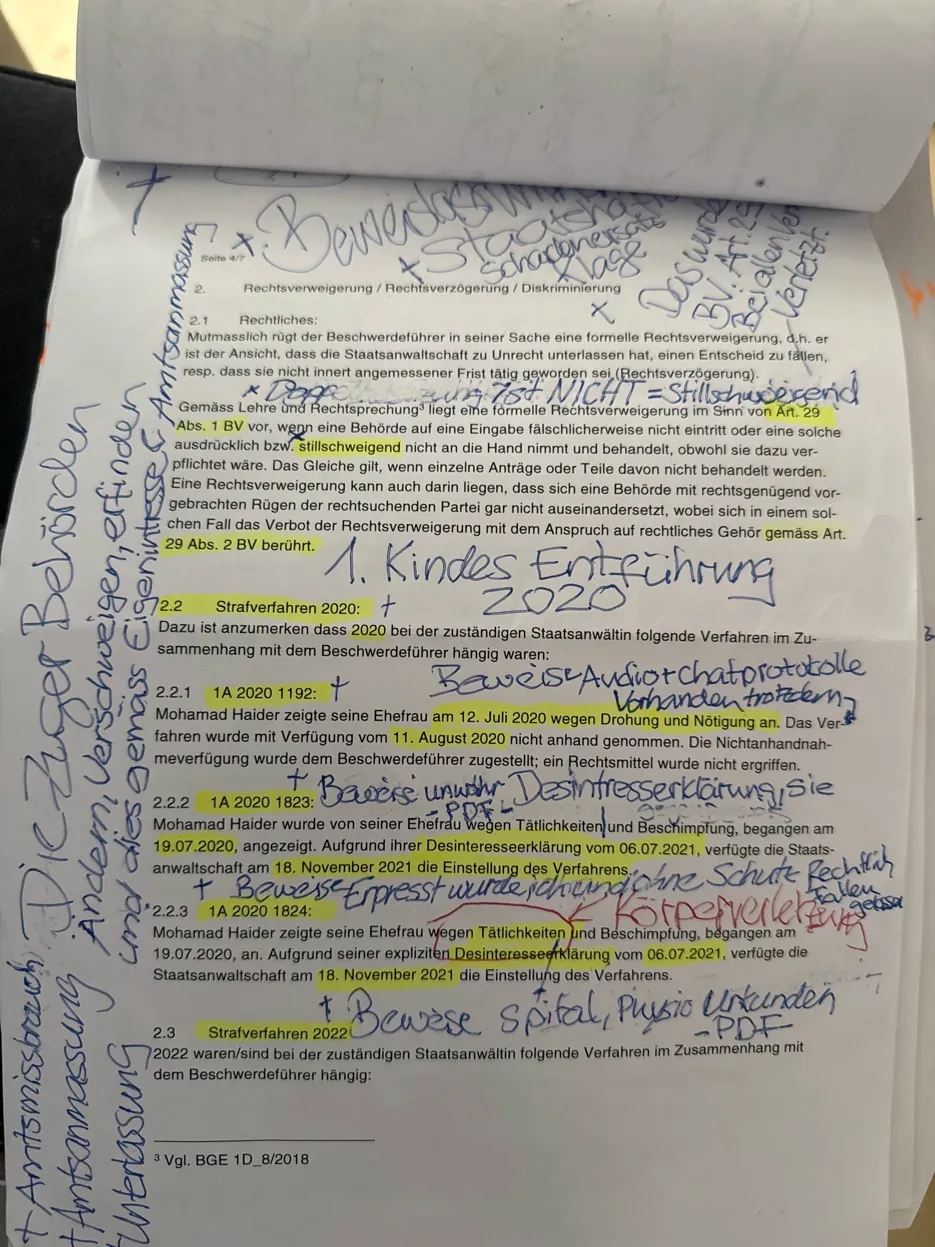 Seite 4/7
x Staatsha
Schadenersatz
Klage
Das wurde
BV. Art. 29
Bei allen Ver
verletzt.
2. Rechtsverweigerung / Rechtsverzögerung / Diskriminierung
x
2.1 Rechtliches:
Mutmasslich rügt der Beschwerdeführer in seiner Sache eine formelle Rechtsverweigerung, d.h. er
ist der Ansicht, dass die Staatsanwaltschaft zu Unrecht unterlassen hat, einen Entscheid zu fällen,
resp. dass sie nicht innert angemessener Frist tätig geworden sei (Rechtsverzögerung).
ist NICHT = Stillschweigend
Gemäss Lehre und Rechtsprechung³ liegt eine formelle Rechtsverweigerung im Sinn von Art. 29
Abs. 1 BV vor, wenn eine Behörde auf eine Eingabe fälschlicherweise nicht eintritt oder eine solche
ausdrücklich bzw. stillschweigend nicht an die Hand nimmt und behandelt, obwohl sie dazu ver-
pflichtet wäre. Das Gleiche gilt, wenn einzelne Anträge oder Teile davon nicht behandelt werden.
Eine Rechtsverweigerung kann auch darin liegen, dass sich eine Behörde mit rechtsgenügend vor-
gebrachten Rügen der rechtsuchenden Partei gar nicht auseinandersetzt, wobei sich in einem sol-
chen Fall das Verbot der Rechtsverweigerung mit dem Anspruch auf rechtliches Gehör gemäss Art.
29 Abs. 2 BV berührt.
1. Kindes Entführung
2020
2.2 Strafverfahren 2020: +
Dazu ist anzumerken dass 2020 bei der zuständigen Staatsanwältin folgende Verfahren im Zu-
sammenhang mit dem Beschwerdeführer hängig waren:
Beweise Audio + chatprotokolle
Vorhanden trotzdem
2.2.1 1A 2020 1192: +
Mohamad Haider zeigte seine Ehefrau am 12. Juli 2020 wegen Drohung und Nötigung an. Das Ver-
fahren wurde mit Verfügung vom 11. August 2020 nicht anhand genommen. Die Nichtanhandnah-
meverfügung wurde dem Beschwerdeführer zugestellt; ein Rechtsmittel wurde nicht ergriffen.
+ Beweise unwahr Desintresserklärung, sie
- PDF -
2.2.2 1A 2020 1823:
Mohamad Haider wurde von seiner Ehefrau wegen Tätlichkeiten und Beschimpfung, begangen am
19.07.2020, angezeigt. Aufgrund ihrer Desinteresseerklärung vom 06.07.2021, verfügte die Staats-
anwaltschaft am 18. November 2021 die Einstellung des Verfahrens.
+ Beweise Erpresst wurde ich und ohne Schutz Rechtlich
fallen
gelassen
2.2.3 1A 2020 1824:
Körperverletzung
Mohamad Haider zeigte seine Ehefrau wegen Tätlichkeiten und Beschimpfung, begangen am
19.07.2020, an. Aufgrund seiner expliziten Desinteresseerklärung vom 06.07.2021, verfügte die
Staatsanwaltschaft am 18. November 2021 die Einstellung des Verfahrens.
+ Beweise Spital, Physio Urkunden
- PDF -
2.3 Strafverfahren 2022
2022 waren/sind bei der zuständigen Staatsanwältin folgende Verfahren im Zusammenhang mit
dem Beschwerdeführer hängig:
³ Vgl. BGE 1D_8/2018
+ Amtsmissbrauch, Die Zuger Behörden
+ Amtsanmassung Ändern, Verschweigen, erfinden
+ Unterlassung und dies gemäss Eigenintresse & Amtsanmassung